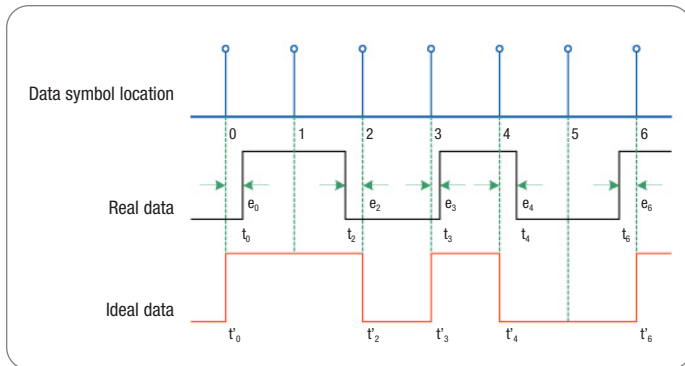 Data symbol location
0 1 2 3 4 5 6
Real data
e0 e2 e3 e4 e6
t0 t2 t3 t4 t6
Ideal data
t'0 t'2 t'3 t'4 t'6